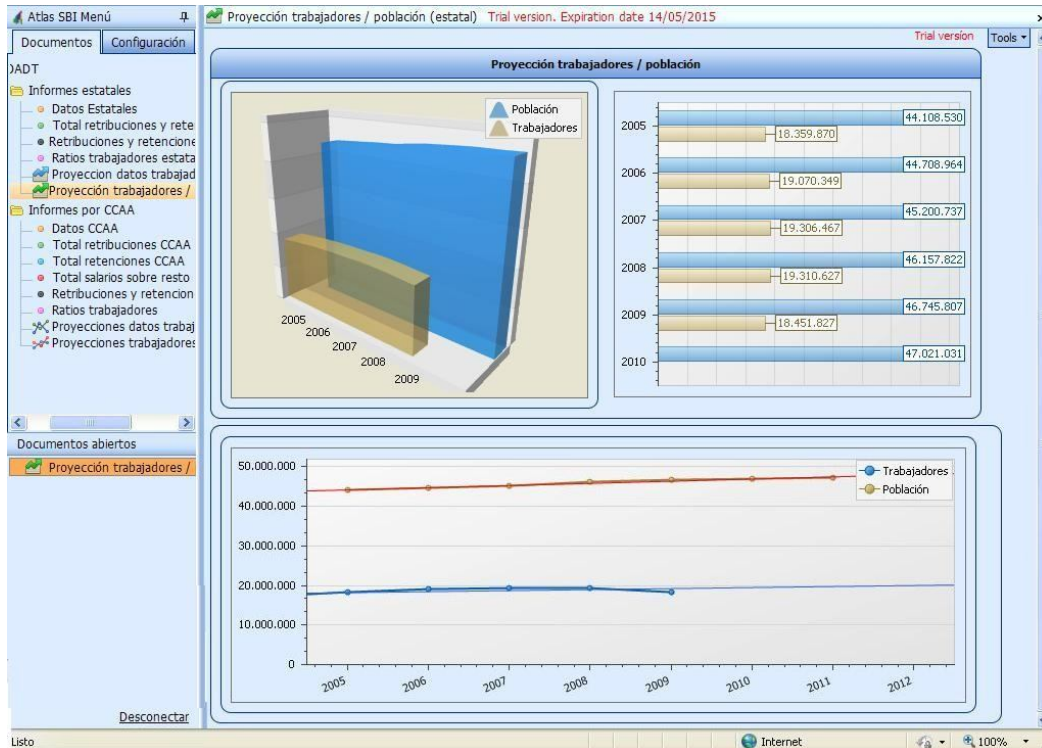 Atlas SBI Menú
Documentos
Configuración
)ADT
Informes estatales
Datos Estatales
Total retribuciones y rete
Retribuciones y retencione
Ratios trabajadores estata
Proyeccion datos trabajad
Proyección trabajadores /
Informes por CCAA
Datos CCAA
Total retribuciones CCAA
Total retenciones CCAA
Total salarios sobre resto
Retribuciones y retencion
Ratios trabajadores
Proyecciones datos trabaj
Proyecciones trabajadores
Documentos abiertos
Proyección trabajadores /
Desconectar
Proyección trabajadores / población (estatal) Trial version. Expiration date 14/05/2015
Trial versión
Tools
Proyección trabajadores / población
Población
Trabajadores
2005
2006
2007
2008
2009
2005
44.108.530
18.359.870
2006
44.708.964
19.070.349
2007
45.200.737
19.306.467
2008
46.157.822
19.310.627
2009
46.745.807
18.451.827
2010
47.021.031
50.000.000
40.000.000
30.000.000
20.000.000
10.000.000
0
Trabajadores
Población
2005 2006 2007 2008 2009 2010 2011 2012
Listo
Internet
100%